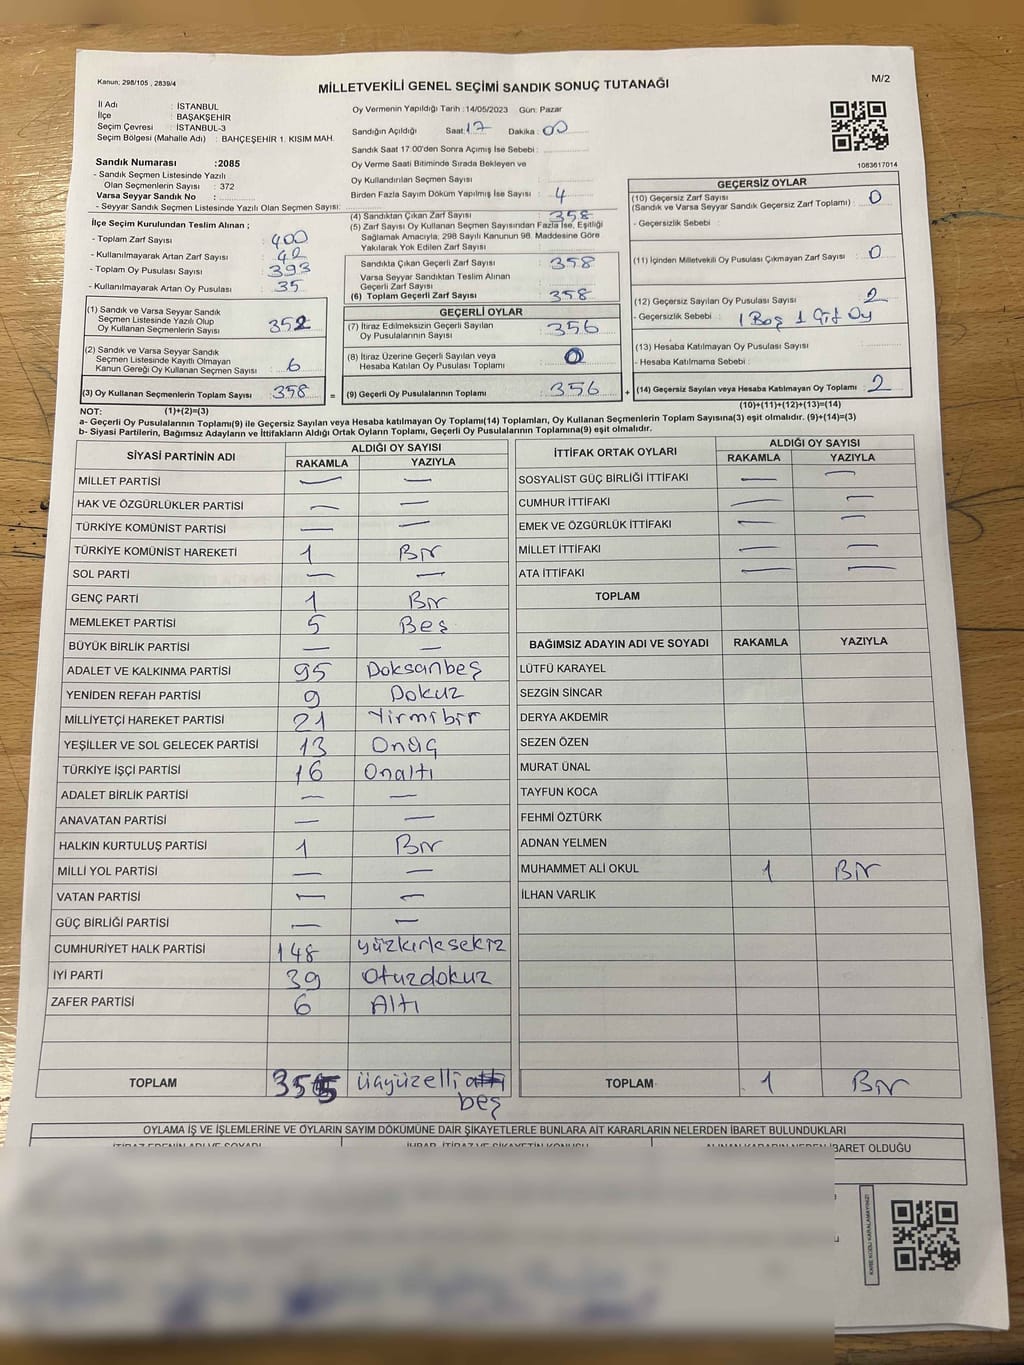 Kanun: 298/105 , 2839/4
MİLLETVEKİLİ GENEL SEÇİMİ SANDIK SONUÇ TUTANAĞI
M/2
İl Adı : İSTANBUL
İlçe : BAŞAKŞEHİR
Seçim Çevresi : İSTANBUL-3
Seçim Bölgesi (Mahalle Adı) : BAHÇEŞEHİR 1. KISIM MAH.
Sandık Numarası :2085
- Sandık Seçmen Listesinde Yazılı
Olan Seçmenlerin Sayısı : 372
Varsa Seyyar Sandık No :
- Seyyar Sandık Seçmen Listesinde Yazılı Olan Seçmen Sayısı:
Oy Vermenin Yapıldığı Tarih :14/05/2023 Gün: Pazar
Sandığın Açıldığı Saat: 17 Dakika : 00
Sandık Saat 17:00'den Sonra Açımış İse Sebebi :
Oy Verme Saati Bitiminde Sırada Bekleyen ve
Oy Kullandırılan Seçmen Sayısı :
Birden Fazla Sayım Döküm Yapılmış İse Sayısı : 4
1083617014
İlçe Seçim Kurulundan Teslim Alınan ;
- Toplam Zarf Sayısı : 400
- Kullanılmayarak Artan Zarf Sayısı : 42
- Toplam Oy Pusulası Sayısı : 393
- Kullanılmayarak Artan Oy Pusulası : 35
(1) Sandık ve Varsa Seyyar Sandık
Seçmen Listesinde Yazılı Olup
Oy Kullanan Seçmenlerin Sayısı : 352
(2) Sandık ve Varsa Seyyar Sandık
Seçmen Listesinde Kayıtlı Olmayan
Kanun Gereği Oy Kullanan Seçmen Sayısı : 6
(3) Oy Kullanan Seçmenlerin Toplam Sayısı : 358
(1)+(2)=(3)
(4) Sandıktan Çıkan Zarf Sayısı : 358
(5) Zarf Sayısı Oy Kullanan Seçmen Sayısından Fazla İse, Eşitliği
Sağlamak Amacıyla, 298 Sayılı Kanunun 98. Maddesine Göre
Yakılarak Yok Edilen Zarf Sayısı :
Sandıkta Çıkan Geçerli Zarf Sayısı : 358
Varsa Seyyar Sandıktan Teslim Alınan
Geçerli Zarf Sayısı :
(6) Toplam Geçerli Zarf Sayısı : 358
GEÇERLİ OYLAR
(7) İtiraz Edilmeksizin Geçerli Sayılan
Oy Pusulalarının Sayısı : 356
(8) İtiraz Üzerine Geçerli Sayılan veya
Hesaba Katılan Oy Pusulası Toplamı : 0
= (9) Geçerli Oy Pusulalarının Toplamı : 356
GEÇERSİZ OYLAR
(10) Geçersiz Zarf Sayısı
(Sandık ve Varsa Seyyar Sandık Geçersiz Zarf Toplamı) : 0
- Geçersizlik Sebebi :
(11) İçinden Milletvekili Oy Pusulası Çıkmayan Zarf Sayısı : 0
(12) Geçersiz Sayılan Oy Pusulası Sayısı : 2
- Geçersizlik Sebebi : 1 Boş 1 Çift Oy
(13) Hesaba Katılmayan Oy Pusulası Sayısı :
- Hesaba Katılmama Sebebi :
+ (14) Geçersiz Sayılan veya Hesaba Katılmayan Oy Toplamı : 2
(10)+(11)+(12)+(13)=(14)
NOT:
a- Geçerli Oy Pusulalarının Toplamı(9) ile Geçersiz Sayılan veya Hesaba katılmayan Oy Toplamı(14) Toplamları, Oy Kullanan Seçmenlerin Toplam Sayısına(3) eşit olmalıdır. (9)+(14)=(3)
b- Siyasi Partilerin, Bağımsız Adayların ve İttifakların Aldığı Ortak Oyların Toplamı, Geçerli Oy Pusulalarının Toplamına(9) eşit olmalıdır.
SİYASİ PARTİNİN ADI
ALDIĞI OY SAYISI
RAKAMLA YAZIYLA
MİLLET PARTİSI — —
HAK VE ÖZGÜRLÜKLER PARTİSİ — —
TÜRKİYE KOMÜNİST PARTİSİ — —
TÜRKİYE KOMÜNİST HAREKETİ 1 Bir
SOL PARTİ — —
GENÇ PARTİ 1 Bir
MEMLEKET PARTİSİ 5 Beş
BÜYÜK BİRLİK PARTİSİ — —
ADALET VE KALKINMA PARTİSİ 95 Doksanbeş
YENİDEN REFAH PARTİSİ 9 Dokuz
MİLLİYETÇİ HAREKET PARTİSİ 21 Yirmibir
YEŞİLLER VE SOL GELECEK PARTİSİ 13 Onüç
TÜRKİYE İŞÇİ PARTİSİ 16 Onaltı
ADALET BİRLİK PARTİSİ — —
ANAVATAN PARTİSİ — —
HALKIN KURTULUŞ PARTİSİ 1 Bir
MİLLİ YOL PARTİSİ — —
VATAN PARTİSİ — —
GÜÇ BİRLİĞİ PARTİSİ — —
CUMHURİYET HALK PARTİSİ 148 yüzkırksekiz
İYİ PARTİ 39 Otuzdokuz
ZAFER PARTİSİ 6 Altı
TOPLAM 355 üçyüzelli altı
beş
İTTİFAK ORTAK OYLARI
ALDIĞI OY SAYISI
RAKAMLA YAZIYLA
SOSYALİST GÜÇ BİRLİĞİ İTTİFAKI — —
CUMHUR İTTİFAKI — —
EMEK VE ÖZGÜRLÜK İTTİFAKI — —
MİLLET İTTİFAKI — —
ATA İTTİFAKI — —
TOPLAM
BAĞIMSIZ ADAYIN ADI VE SOYADI RAKAMLA YAZIYLA
LÜTFÜ KARAYEL
SEZGİN SİNCAR
DERYA AKDEMİR
SEZEN ÖZEN
MURAT ÜNAL
TAYFUN KOCA
FEHMİ ÖZTÜRK
ADNAN YELMEN
MUHAMMET ALİ OKUL 1 Bir
İLHAN VARLIK
TOPLAM 1 Bir
OYLAMA İŞ VE İŞLEMLERİNE VE OYLARIN SAYIM DÖKÜMÜNE DAİR ŞİKAYETLERLE BUNLARA AİT KARARLARIN NELERDEN İBARET BULUNDUKLARI
İTİRAZ EDENİN ADI VE SOYADI İHBAR, İTİRAZ VE ŞİKAYETİN KONUSU ALINAN KARARIN NEDEN İBARET OLDUĞU
KARE KODU KARALAMAYINIZ!